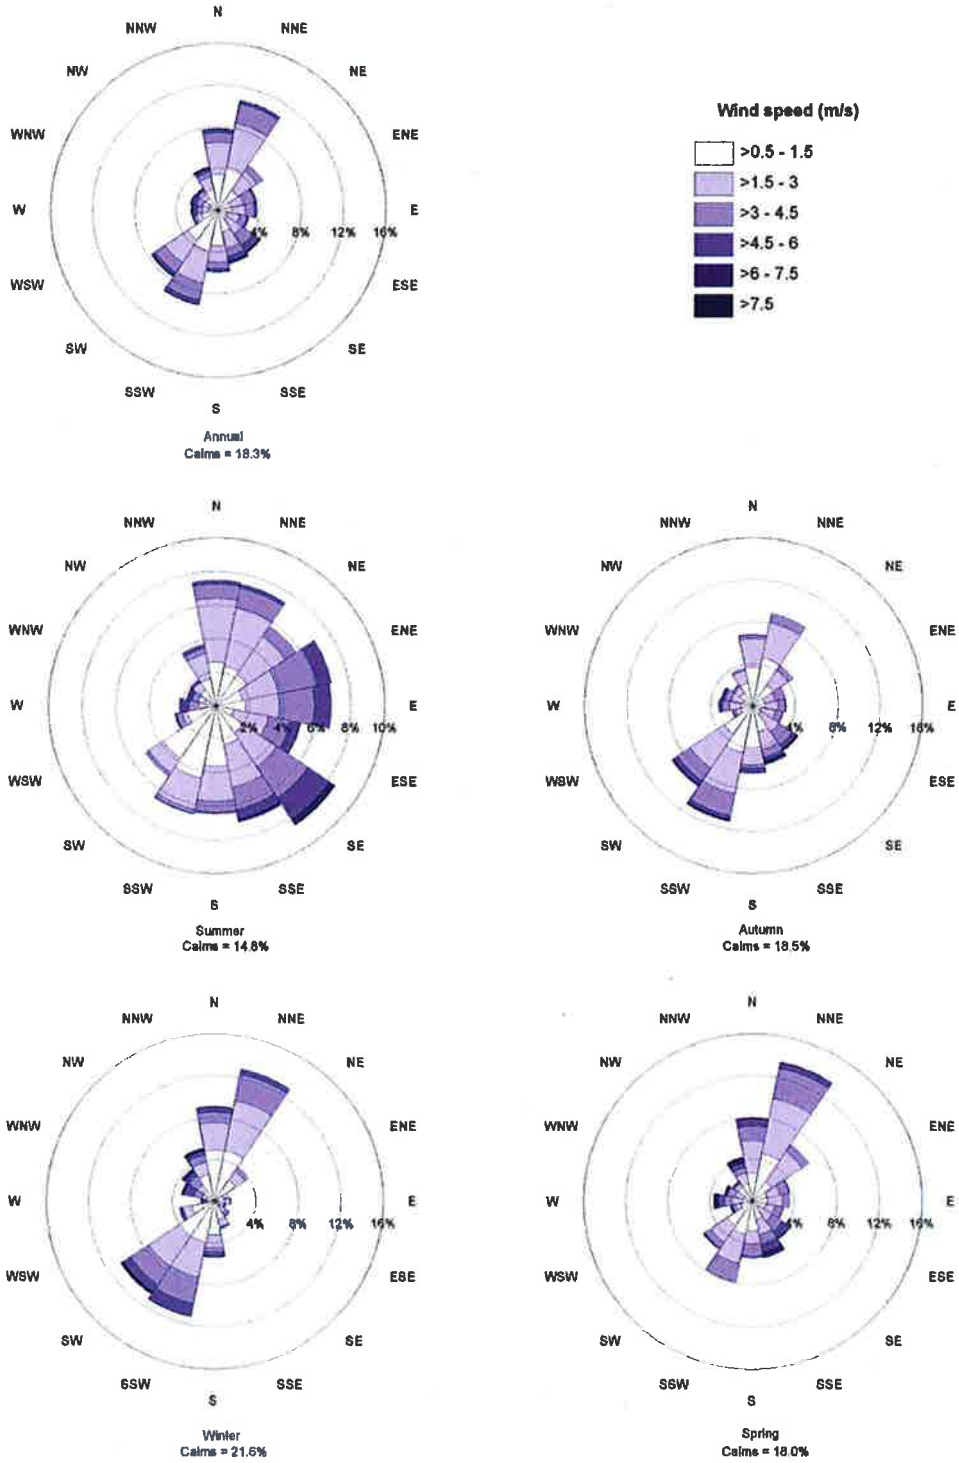 N
NNW NNE
NW NE
WNW ENE
W E
4% 8% 12% 16%
WSW ESE
SW SE
SSW SSE
S
Annual
Calms = 18.3%
Wind speed (m/s)
>0.5 - 1.5
>1.5 - 3
>3 - 4.5
>4.5 - 6
>6 - 7.5
>7.5
N
NNW NNE
NW NE
WNW ENE
W E
2% 4% 6% 8% 10%
WSW ESE
SW SE
SSW SSE
S
Summer
Calms = 14.8%
N
NNW NNE
NW NE
WNW ENE
W E
4% 8% 12% 16%
WSW ESE
SW SE
SSW SSE
S
Autumn
Calms = 18.5%
N
NNW NNE
NW NE
WNW ENE
W E
4% 8% 12% 16%
WSW ESE
SW SE
SSW SSE
S
Winter
Calms = 21.6%
N
NNW NNE
NW NE
WNW ENE
W E
4% 8% 12% 16%
WSW ESE
SW SE
SSW SSE
S
Spring
Calms = 18.0%